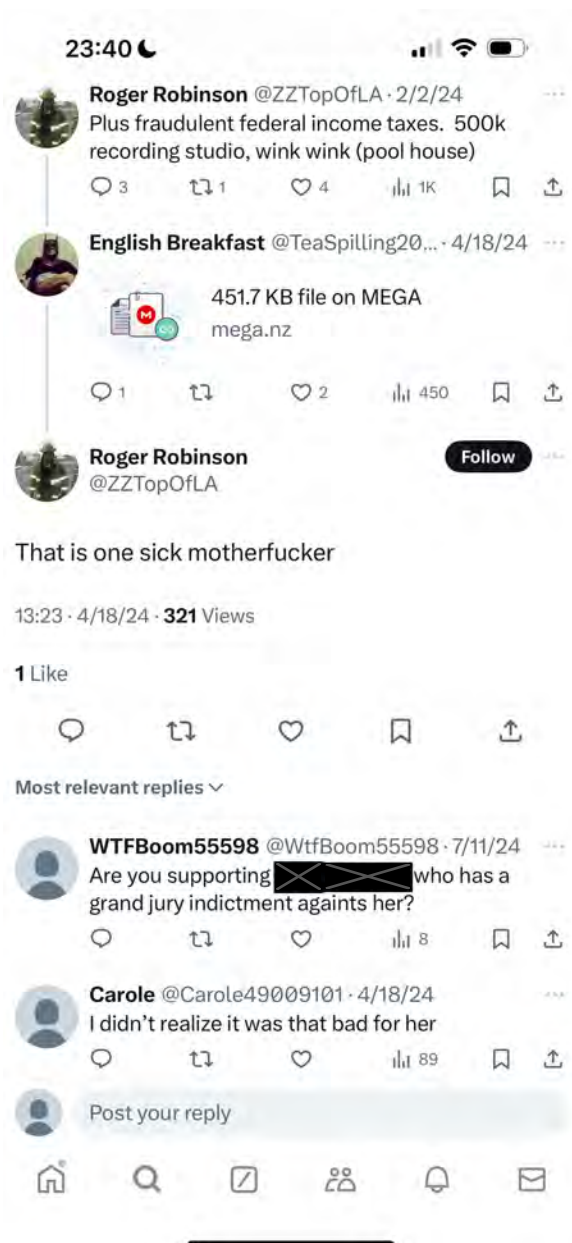 23:40
Roger Robinson @ZZTopOfLA · 2/2/24
Plus fraudulent federal income taxes. 500k
recording studio, wink wink (pool house)
3 1 4 1K
English Breakfast @TeaSpilling20... · 4/18/24
451.7 KB file on MEGA
mega.nz
1 2 450
Roger Robinson
Follow
@ZZTopOfLA
That is one sick motherfucker
13:23 · 4/18/24 · 321 Views
1 Like
Most relevant replies
WTFBoom55598 @WtfBoom55598 · 7/11/24
Are you supporting who has a
grand jury indictment againts her?
8
Carole @Carole49009101 · 4/18/24
I didn't realize it was that bad for her
89
Post your reply